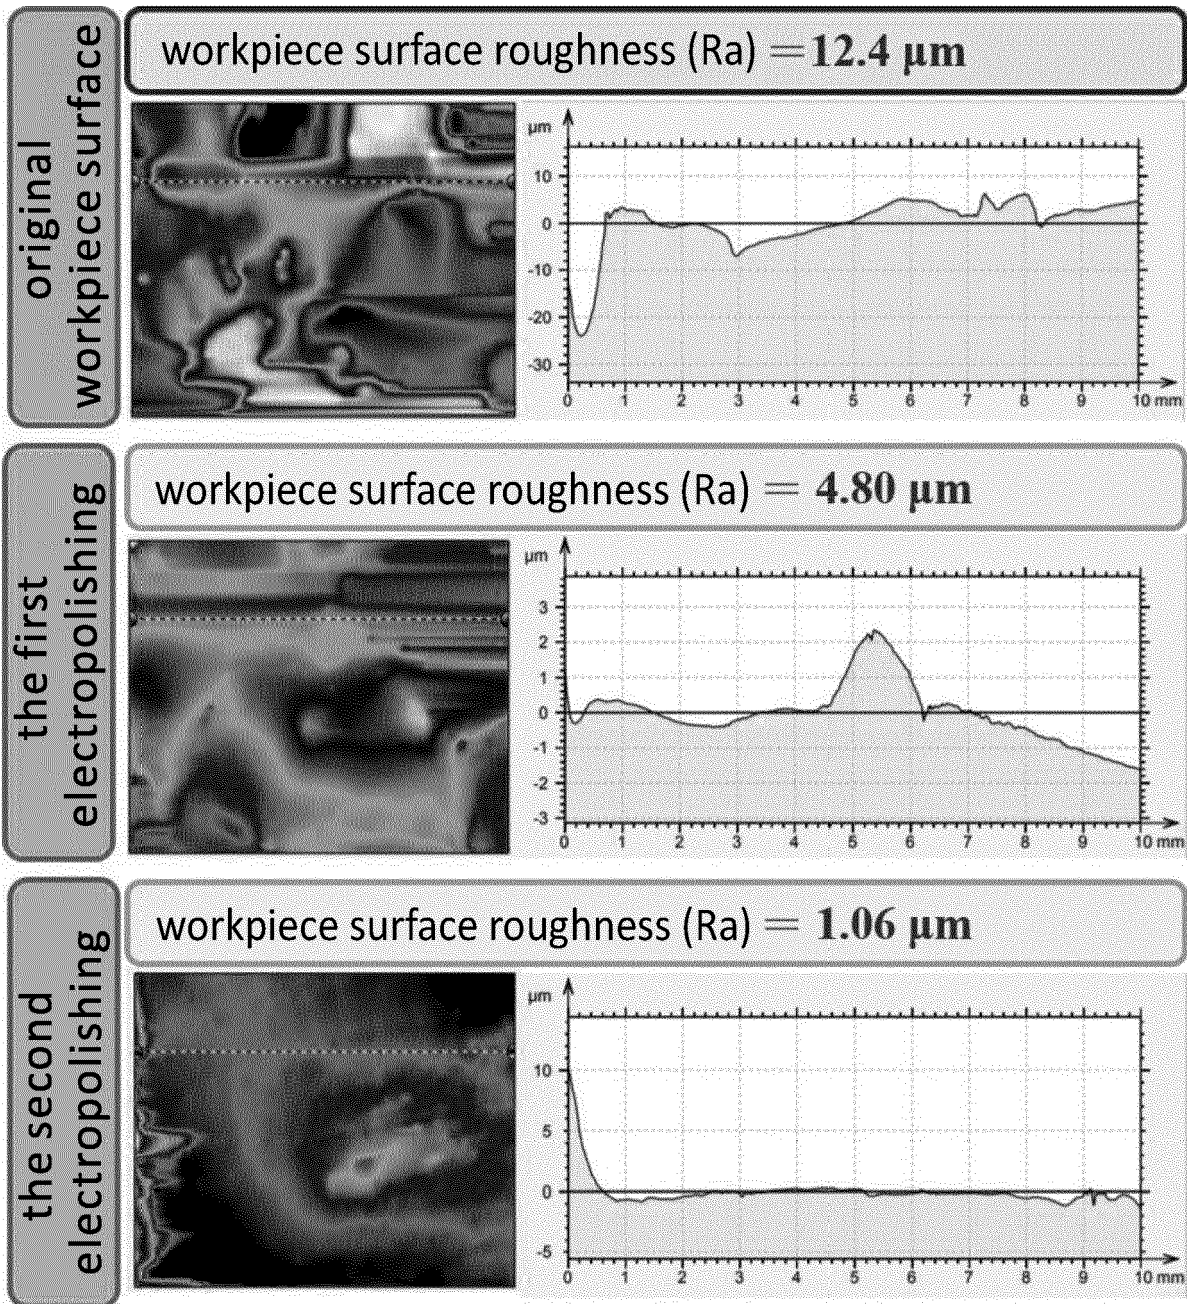 original
workpiece surface
workpiece surface roughness (Ra) =12.4 µm
µm
10
0
-10
-20
-30
0 1 2 3 4 5 6 7 8 9 10 mm
the first
electropolishing
workpiece surface roughness (Ra) = 4.80 µm
µm
3
2
1
0
-1
-2
-3
0 1 2 3 4 5 6 7 8 9 10 mm
the second
electropolishing
workpiece surface roughness (Ra) = 1.06 µm
µm
10
5
0
-5
0 1 2 3 4 5 6 7 8 9 10 mm